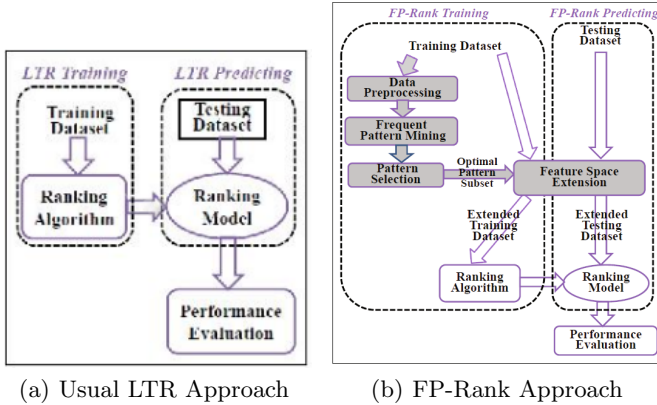 LTR Training
LTR Predicting
Training
Dataset
Testing
Dataset
Ranking
Algorithm
Ranking
Model
Performance
Evaluation
(a) Usual LTR Approach
FP-Rank Training
FP-Rank Predicting
Training Dataset
Testing
Dataset
Data
Preprocessing
Frequent
Pattern Mining
Pattern
Selection
Optimal
Pattern
Subset
Feature Space
Extension
Extended
Training
Dataset
Extended
Testing
Dataset
Ranking
Algorithm
Ranking
Model
Performance
Evaluation
(b) FP-Rank Approach